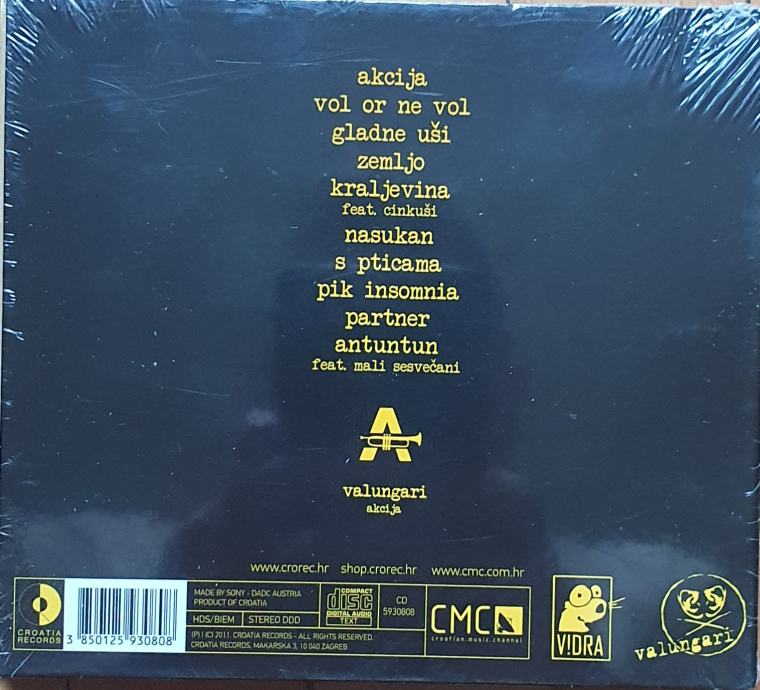 akcija
vol or ne vol
gladne uši
zemljo
kraljevina
feat. cinkuši
nasukan
s pticama
pik insomnia
partner
antuntun
feat. mali sesvečani
A
valungari
akcija
www.crorec.hr shop.crorec.hr www.cmc.com.hr
CROATIA
RECORDS
3 850125 930808
MADE BY SONY - DADC AUSTRIA
PRODUCT OF CROATIA
HDS/BIEM
STEREO DDD
(P) / (C) 2011. CROATIA RECORDS - ALL RIGHTS RESERVED.
CROATIA RECORDS, MAKARSKA 3, 10 040 ZAGREB
COMPACT
disc
DIGITAL AUDIO
TEXT
CD
5930808
CMC
croatian.music.channel
V!DRA
valungari